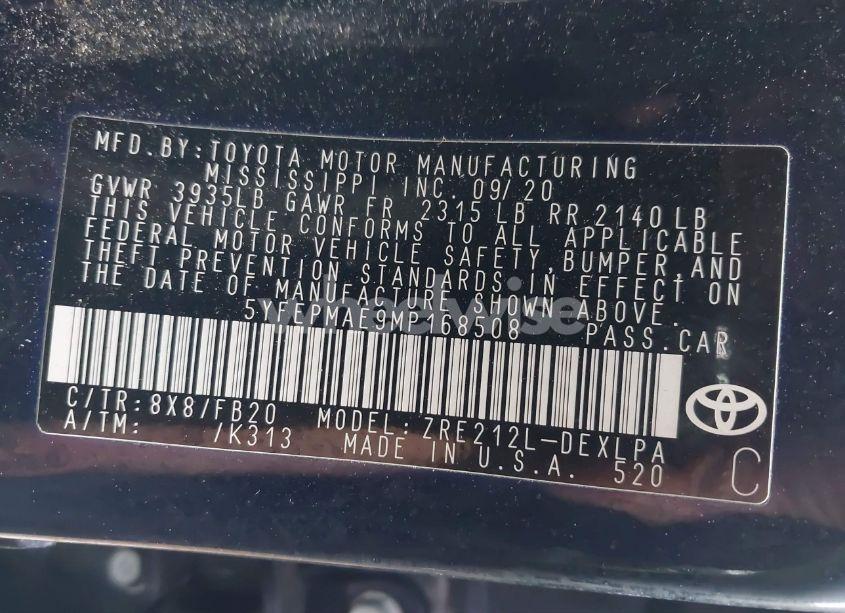 MFD.BY:TOYOTA MOTOR MANUFACTURING
MISSISSIPPI INC. 09/20
GVWR 3935LB GAWR FR 2315 LB RR 2140 LB
THIS VEHICLE CONFORMS TO ALL APPLICABLE
FEDERAL MOTOR VEHICLE SAFETY, BUMPER, AND
THEFT PREVENTION STANDARDS IN EFFECT ON
THE DATE OF MANUFACTURE SHOWN ABOVE.
5YFEPMAE9MP168508 PASS.CAR
wheelwise
C/TR: 8X8/FB20 MODEL: ZRE212L-DEXLPA
A/TM: /K313 MADE IN U.S.A. 520
C